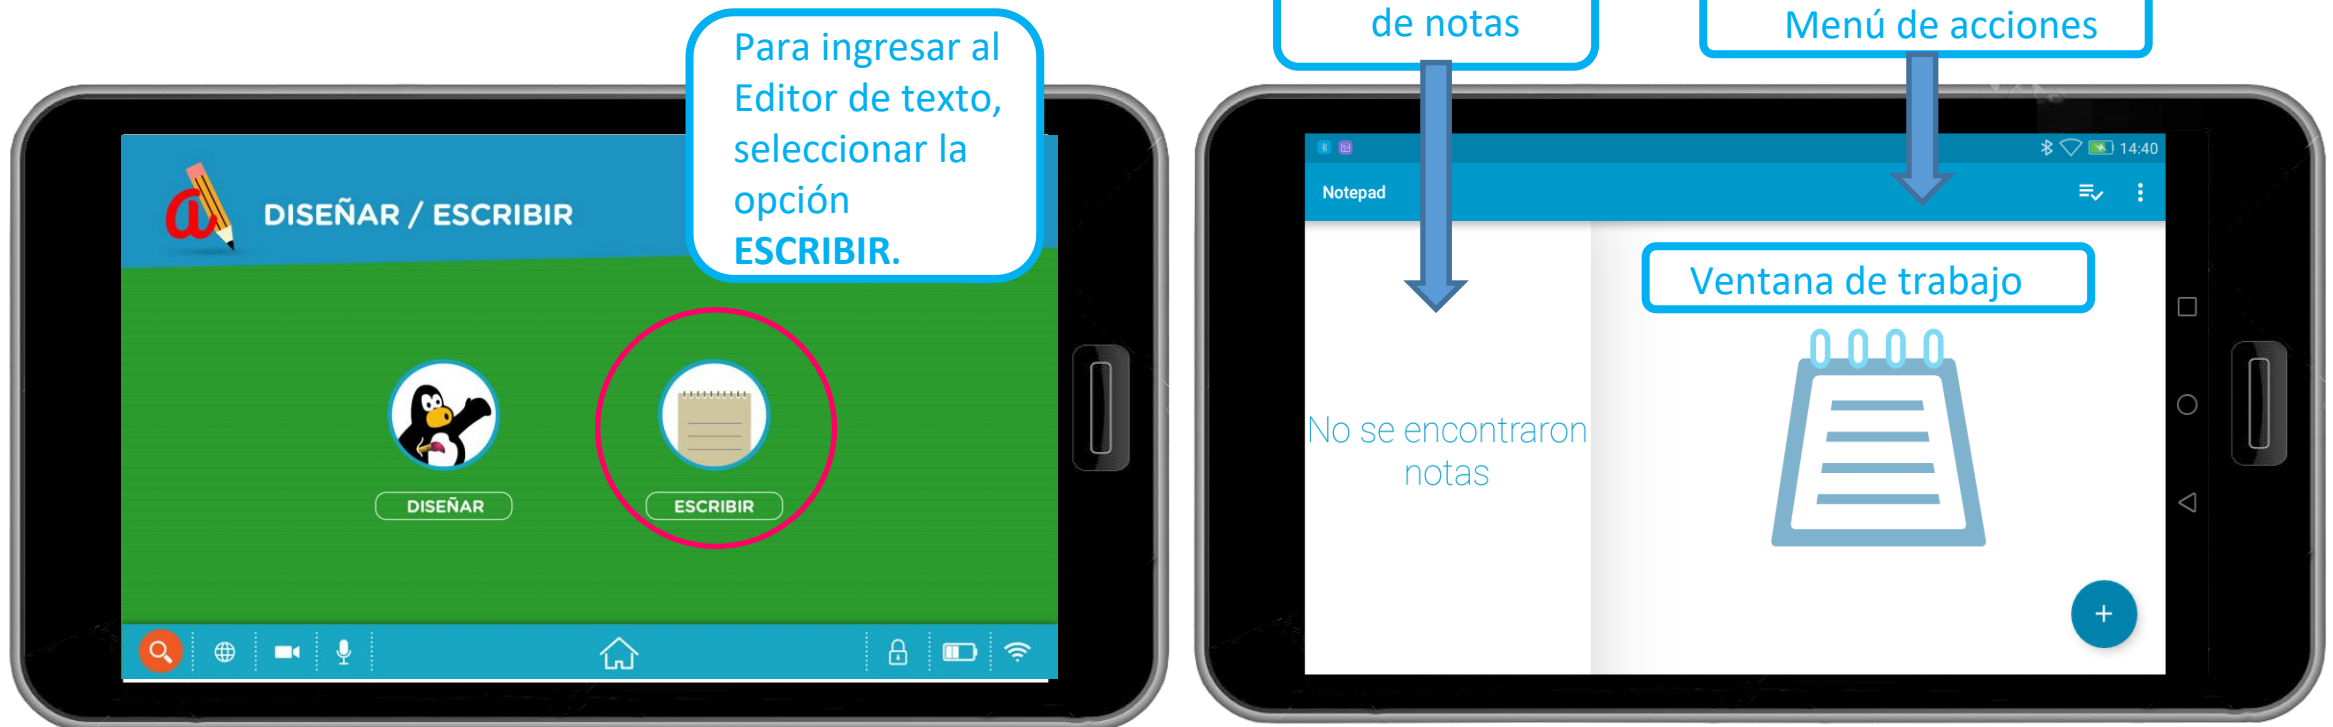 Para ingresar al
Editor de texto,
seleccionar la
opción
ESCRIBIR.
DISEÑAR / ESCRIBIR
DISEÑAR
ESCRIBIR
de notas
Menú de acciones
14:40
Notepad
Ventana de trabajo
No se encontraron
notas